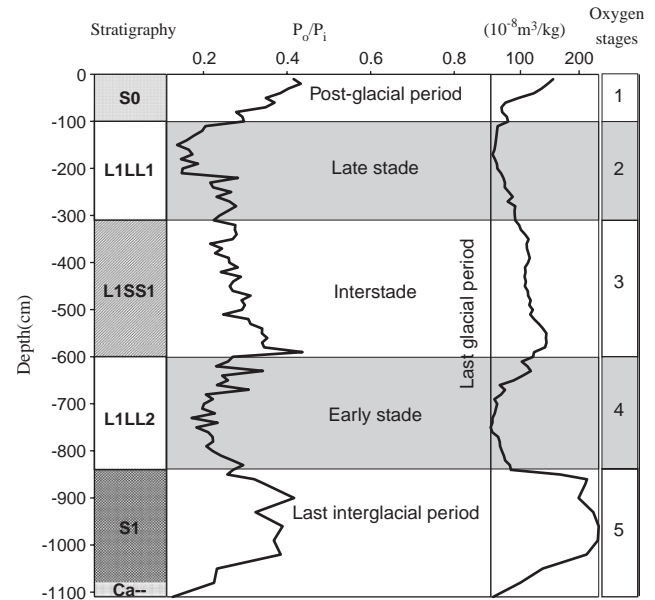 Stratigraphy
Po/Pi
(10-8m3/kg)
Oxygen
stages
0.2 0.4 0.6 0.8
100 200
0
-100
-200
-300
-400
-500
-600
-700
-800
-900
-1000
-1100
Depth(cm)
S0
L1LL1
L1SS1
L1LL2
S1
Ca--
Post-glacial period
Late stade
Interstade
Early stade
Last interglacial period
Last glacial period
1
2
3
4
5